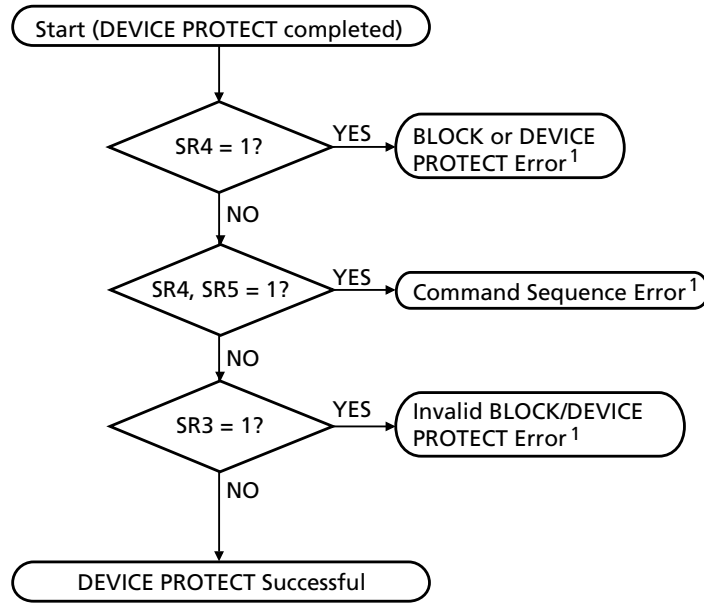 Start (DEVICE PROTECT completed)
SR4 = 1?
YES
BLOCK or DEVICE
PROTECT Error1
NO
SR4, SR5 = 1?
YES
Command Sequence Error1
NO
SR3 = 1?
YES
Invalid BLOCK/DEVICE
PROTECT Error1
NO
DEVICE PROTECT Successful